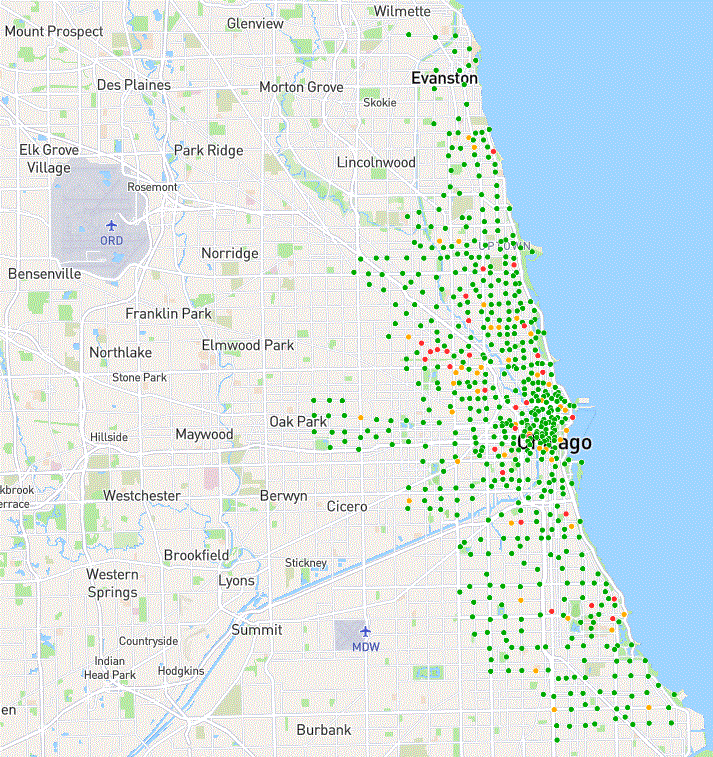 Wilmette
Glenview
Mount Prospect
Evanston
Des Plaines
Morton Grove
Skokie
Elk Grove
Village
Park Ridge
Lincolnwood
Rosemont
ORD
UPTOWN
Norridge
Bensenville
Franklin Park
Elmwood Park
Northlake
Stone Park
Oak Park
Maywood
Hillside
Westchester
Berwyn
Cicero
Brookfield
Stickney
Western
Springs
Lyons
Summit
MDW
Countryside
Indian
Head Park
Hodgkins
Burbank